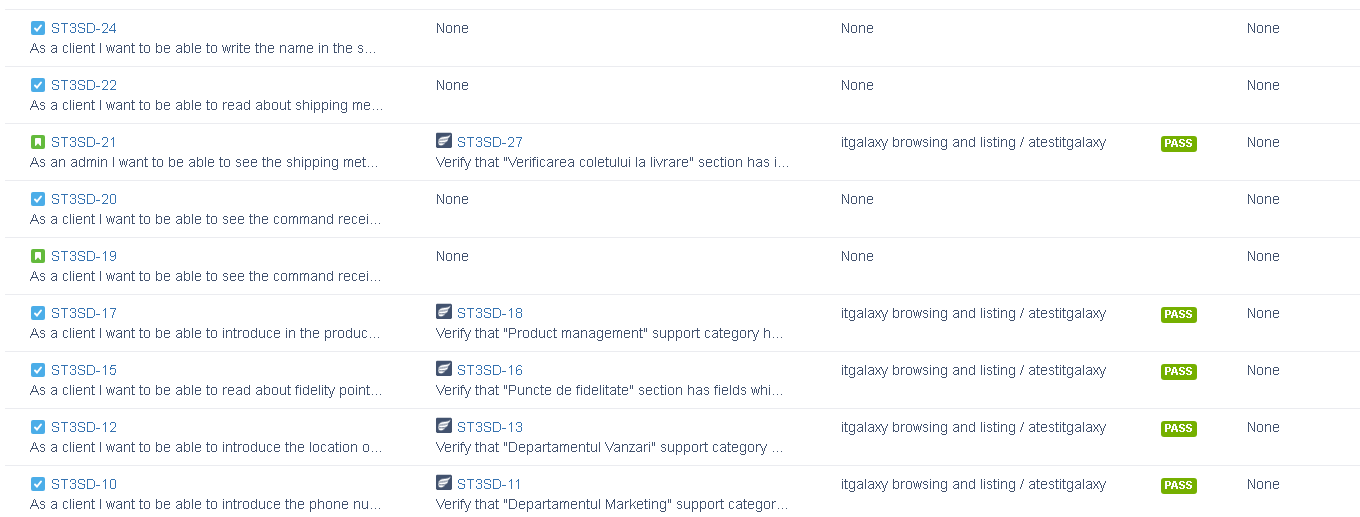 ST3SD-24 None None None
As a client I want to be able to write the name in the s...
ST3SD-22 None None None
As a client I want to be able to read about shipping me...
ST3SD-21 ST3SD-27 itgalaxy browsing and listing / atestitgalaxy PASS None
As an admin I want to be able to see the shipping met... Verify that "Verificarea coletului la livrare" section has i...
ST3SD-20 None None None
As a client I want to be able to see the command recei...
ST3SD-19 None None None
As a client I want to be able to see the command recei...
ST3SD-17 ST3SD-18 itgalaxy browsing and listing / atestitgalaxy PASS None
As a client I want to be able to introduce in the produc... Verify that "Product management" support category h...
ST3SD-15 ST3SD-16 itgalaxy browsing and listing / atestitgalaxy PASS None
As a client I want to be able to read about fidelity point... Verify that "Puncte de fidelitate" section has fields whi...
ST3SD-12 ST3SD-13 itgalaxy browsing and listing / atestitgalaxy PASS None
As a client I want to be able to introduce the location o... Verify that "Departamentul Vanzari" support category ...
ST3SD-10 ST3SD-11 itgalaxy browsing and listing / atestitgalaxy PASS None
As a client I want to be able to introduce the phone nu... Verify that "Departamentul Marketing" support categor...